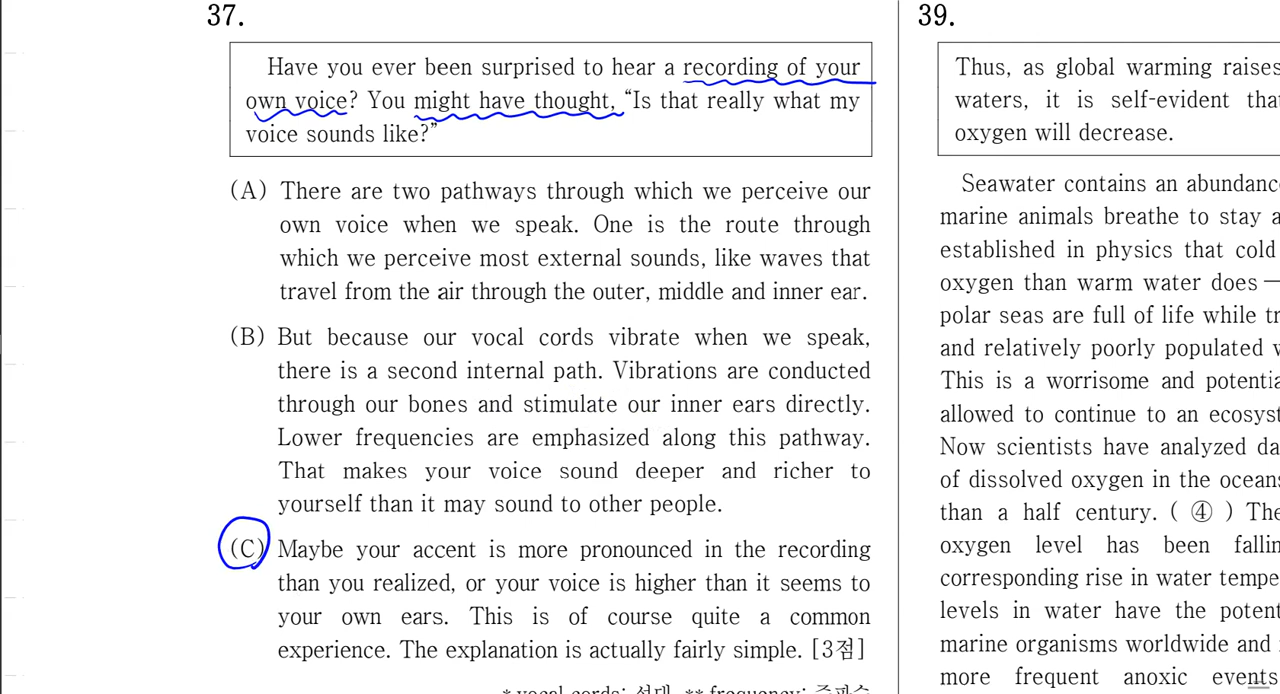 37.
Have you ever been surprised to hear a recording of your
own voice? You might have thought, “Is that really what my
voice sounds like?”
(A) There are two pathways through which we perceive our
own voice when we speak. One is the route through
which we perceive most external sounds, like waves that
travel from the air through the outer, middle and inner ear.
(B) But because our vocal cords vibrate when we speak,
there is a second internal path. Vibrations are conducted
through our bones and stimulate our inner ears directly.
Lower frequencies are emphasized along this pathway.
That makes your voice sound deeper and richer to
yourself than it may sound to other people.
(C) Maybe your accent is more pronounced in the recording
than you realized, or your voice is higher than it seems to
your own ears. This is of course quite a common
experience. The explanation is actually fairly simple. [3점]
* vocal cords: 성대 ** frequency: 주파수
39.
Thus, as global warming raises
waters, it is self-evident
oxygen will decrease.
Seawater contains an
marine animals breathe to stay
established in physics that cold
oxygen than warm water does —
polar seas are full of life while
and relatively poorly populated
This is a worrisome and
allowed to continue to an
Now scientists have analyzed
of dissolved oxygen in the
than a half century. ( ④ )
oxygen level has been
corresponding rise in water
levels in water have the
marine organisms worldwide and
more frequent anoxic events